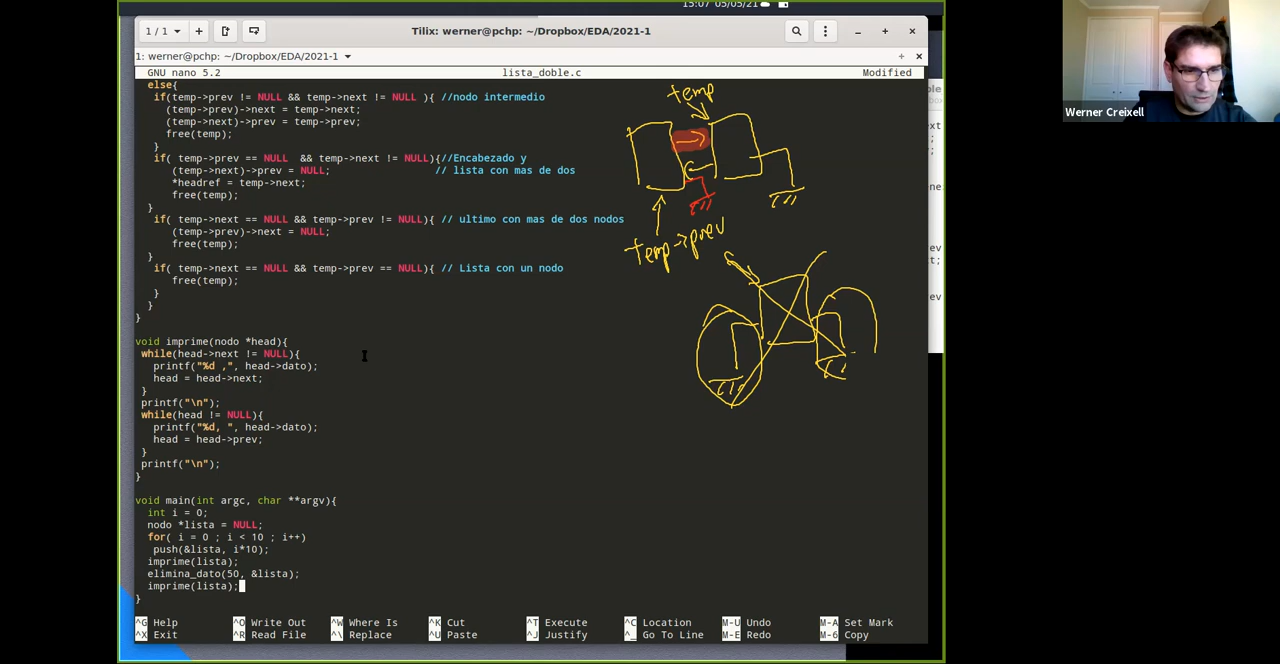 15:07 05/05/21
1 / 1
Tilix: werner@pchp: ~/Dropbox/EDA/2021-1
1: werner@pchp: ~/Dropbox/EDA/2021-1
GNU nano 5.2 lista_doble.c Modified
else{
if(temp->prev != NULL && temp->next != NULL ){ //nodo intermedio
(temp->prev)->next = temp->next;
(temp->next)->prev = temp->prev;
free(temp);
}
if( temp->prev == NULL && temp->next != NULL){//Encabezado y
(temp->next)->prev = NULL; // lista con mas de dos
*headref = temp->next;
free(temp);
}
if( temp->next == NULL && temp->prev != NULL){ // ultimo con mas de dos nodos
(temp->prev)->next = NULL;
free(temp);
}
if( temp->next == NULL && temp->prev == NULL){ // Lista con un nodo
free(temp);
}
}
}
void imprime(nodo *head){
while(head->next != NULL){
printf("%d ,", head->dato);
head = head->next;
}
printf("\n");
while(head != NULL){
printf("%d, ", head->dato);
head = head->prev;
}
printf("\n");
}
void main(int argc, char **argv){
int i = 0;
nodo *lista = NULL;
for( i = 0 ; i < 10 ; i++)
push(&lista, i*10);
imprime(lista);
elimina_dato(50, &lista);
imprime(lista);
}
^G Help ^O Write Out ^W Where Is ^K Cut ^T Execute ^C Location M-U Undo M-A Set Mark
^X Exit ^R Read File ^\ Replace ^U Paste ^J Justify ^_ Go To Line M-E Redo M-6 Copy
temp
temp->prev
Werner Creixell